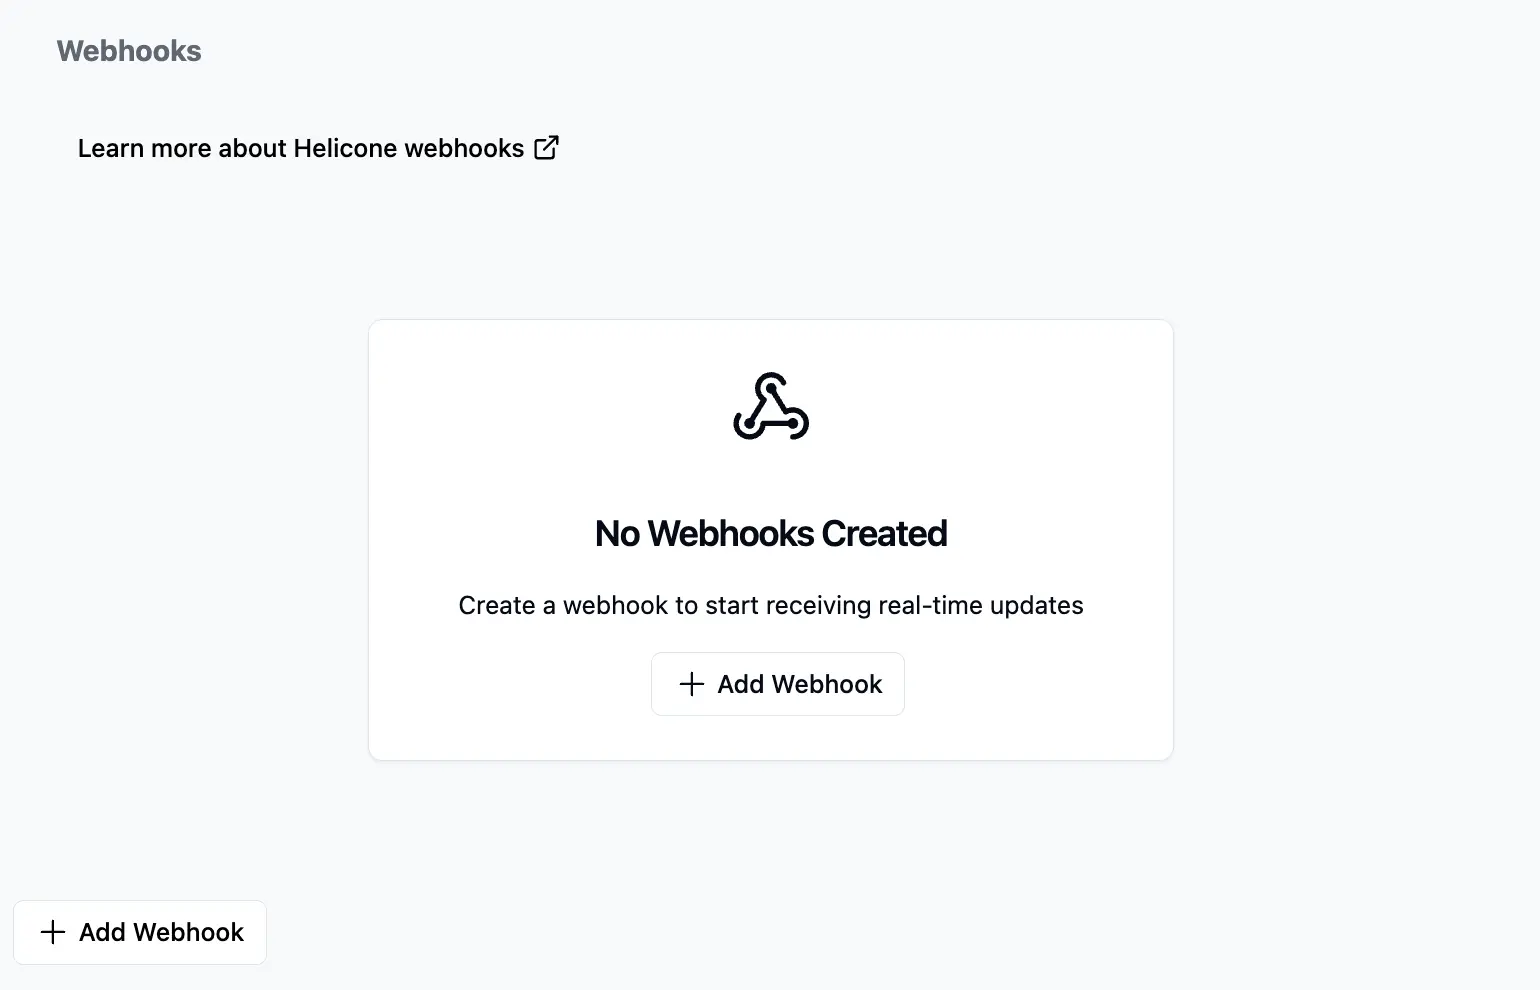 Webhooks
Learn more about Helicone webhooks
No Webhooks Created
Create a webhook to start receiving real-time updates
Add Webhook
Add Webhook